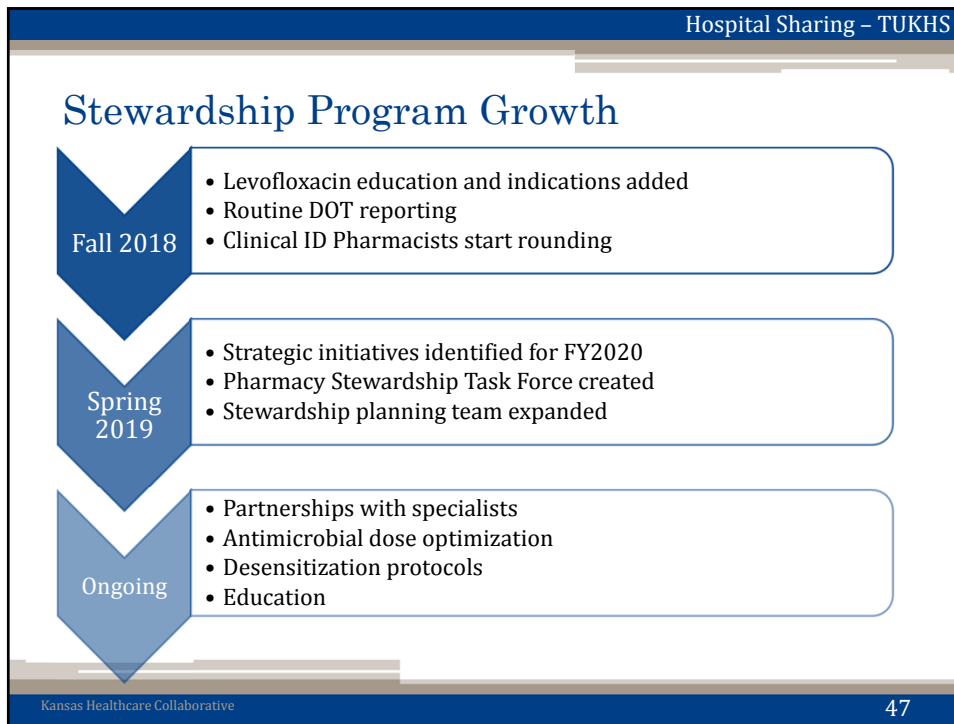 Hospital Sharing – TUKHS
Stewardship Program Growth
Fall 2018
• Levofloxacin education and indications added
• Routine DOT reporting
• Clinical ID Pharmacists start rounding
Spring
2019
• Strategic initiatives identified for FY2020
• Pharmacy Stewardship Task Force created
• Stewardship planning team expanded
Ongoing
• Partnerships with specialists
• Antimicrobial dose optimization
• Desensitization protocols
• Education
Kansas Healthcare Collaborative
47